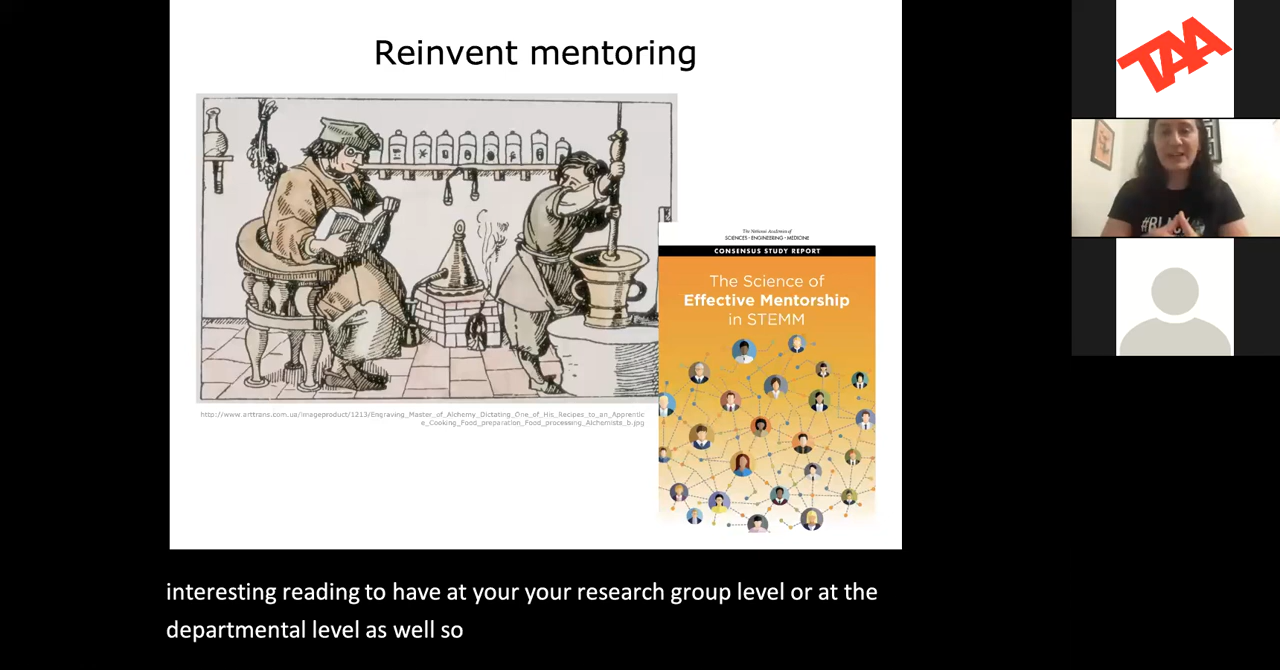 Reinvent mentoring
http://www.arttrans.com.ua/imageproduct/1213/Engraving_Master_of_Alchemy_Dictating_One_of_His_Recipes_to_an_Apprentic
e_Cooking_Food_preparation_Food_processing_Alchemists_b.jpg
The National Academies of
SCIENCES • ENGINEERING • MEDICINE
CONSENSUS STUDY REPORT
The Science of
Effective Mentorship
in STEMM
TAA
interesting reading to have at your your research group level or at the
departmental level as well so